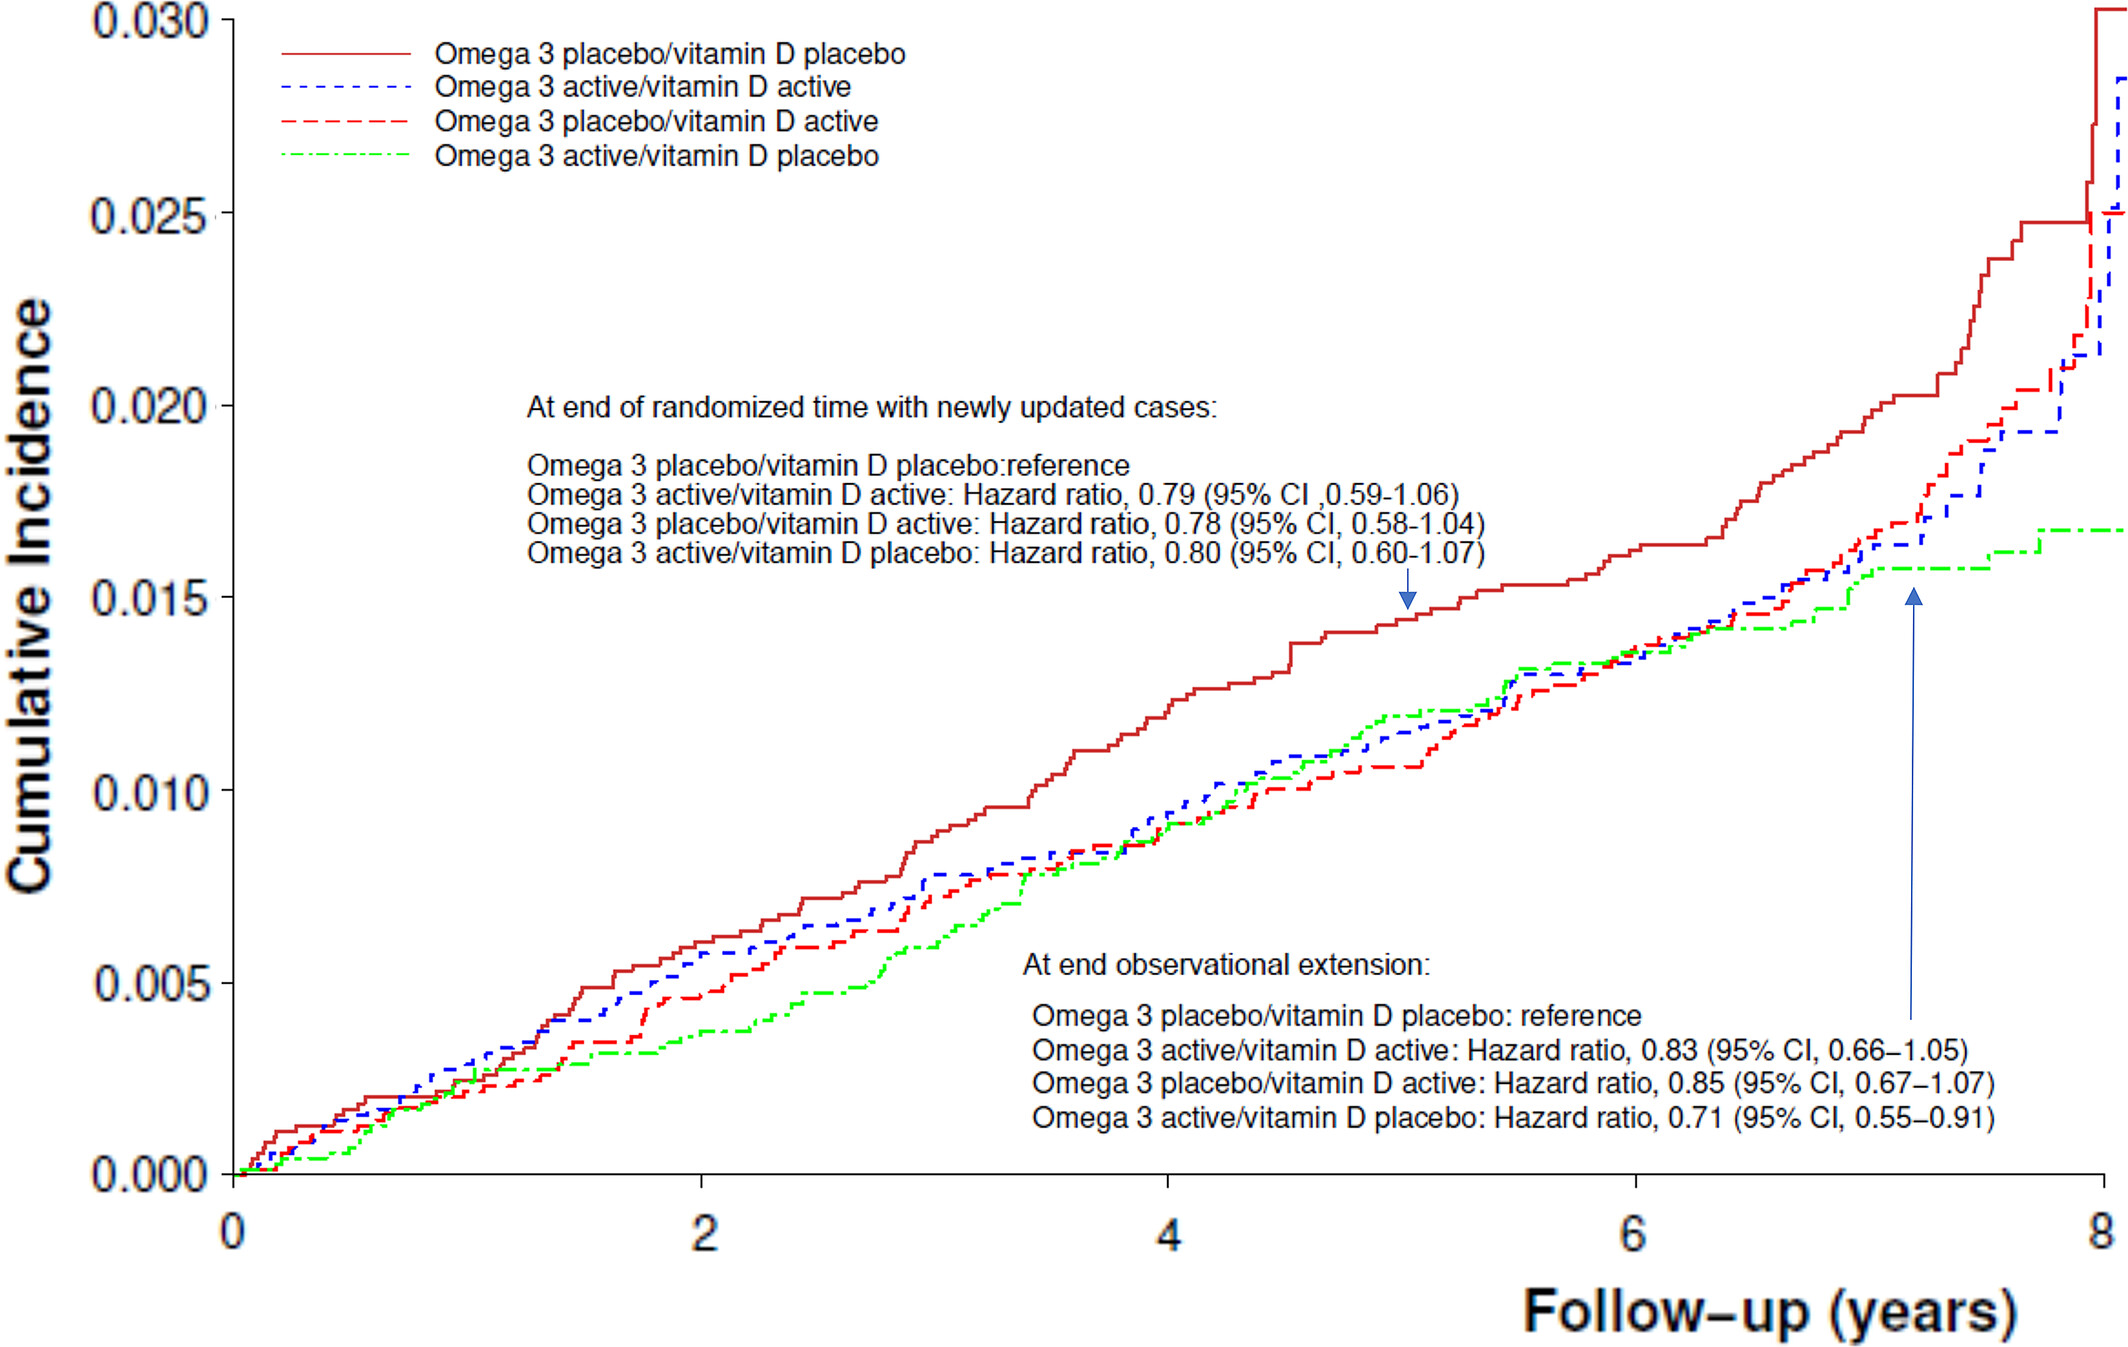 0.030
0.025
0.020
0.015
0.010
0.005
0.000
Cumulative Incidence
Omega 3 placebo/vitamin D placebo
Omega 3 active/vitamin D active
Omega 3 placebo/vitamin D active
Omega 3 active/vitamin D placebo
At end of randomized time with newly updated cases:
Omega 3 placebo/vitamin D placebo:reference
Omega 3 active/vitamin D active: Hazard ratio, 0.79 (95% CI ,0.59-1.06)
Omega 3 placebo/vitamin D active: Hazard ratio, 0.78 (95% CI, 0.58-1.04)
Omega 3 active/vitamin D placebo: Hazard ratio, 0.80 (95% CI, 0.60-1.07)
At end observational extension:
Omega 3 placebo/vitamin D placebo: reference
Omega 3 active/vitamin D active: Hazard ratio, 0.83 (95% CI, 0.66–1.05)
Omega 3 placebo/vitamin D active: Hazard ratio, 0.85 (95% CI, 0.67–1.07)
Omega 3 active/vitamin D placebo: Hazard ratio, 0.71 (95% CI, 0.55–0.91)
0 2 4 6 8
Follow–up (years)